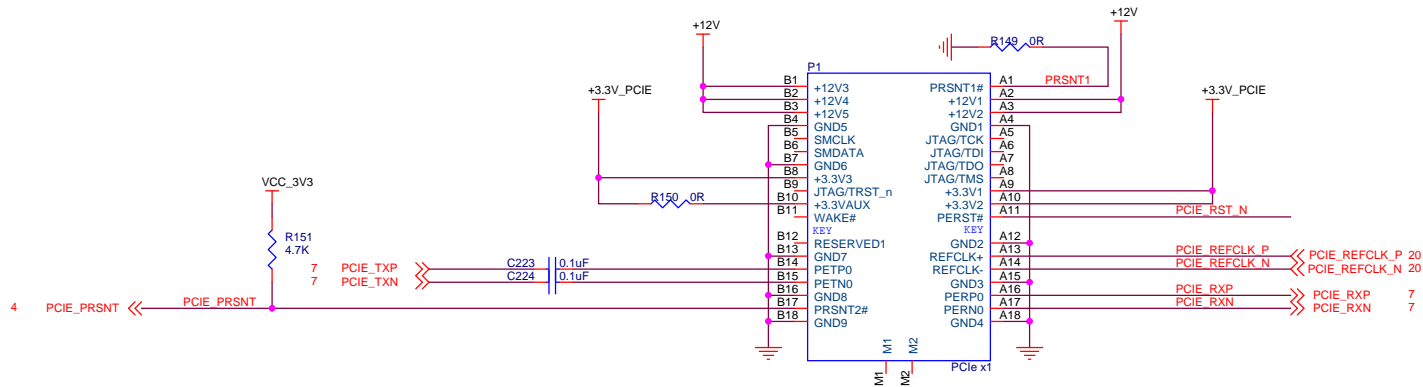 +12V
+12V
R149 0R
P1
+3.3V_PCIE
+3.3V_PCIE
B1 +12V3
B2 +12V4
B3 +12V5
B4 GND5
B5 SMCLK
B6 SMDATA
B7 GND6
B8 +3.3V3
B9 JTAG/TRST_n
B10 +3.3VAUX
B11 WAKE#
KEY
B12 RESERVED1
B13 GND7
B14 PETP0
B15 PETN0
B16 GND8
B17 PRSNT2#
B18 GND9
PRSNT1# A1 PRSNT1
+12V1 A2
+12V2 A3
GND1 A4
JTAG/TCK A5
JTAG/TDI A6
JTAG/TDO A7
JTAG/TMS A8
+3.3V1 A9
+3.3V2 A10
PERST# A11 PCIE_RST_N
KEY
GND2 A12
REFCLK+ A13 PCIE_REFCLK_P PCIE_REFCLK_P 20
REFCLK- A14 PCIE_REFCLK_N PCIE_REFCLK_N 20
GND3 A15
PERP0 A16 PCIE_RXP PCIE_RXP 7
PERN0 A17 PCIE_RXN PCIE_RXN 7
GND4 A18
R150 0R
VCC_3V3
R151
4.7K
7 PCIE_TXP C223 0.1uF
7 PCIE_TXN C224 0.1uF
4 PCIE_PRSNT PCIE_PRSNT
M1 M2
PCIe x1
M1 M2